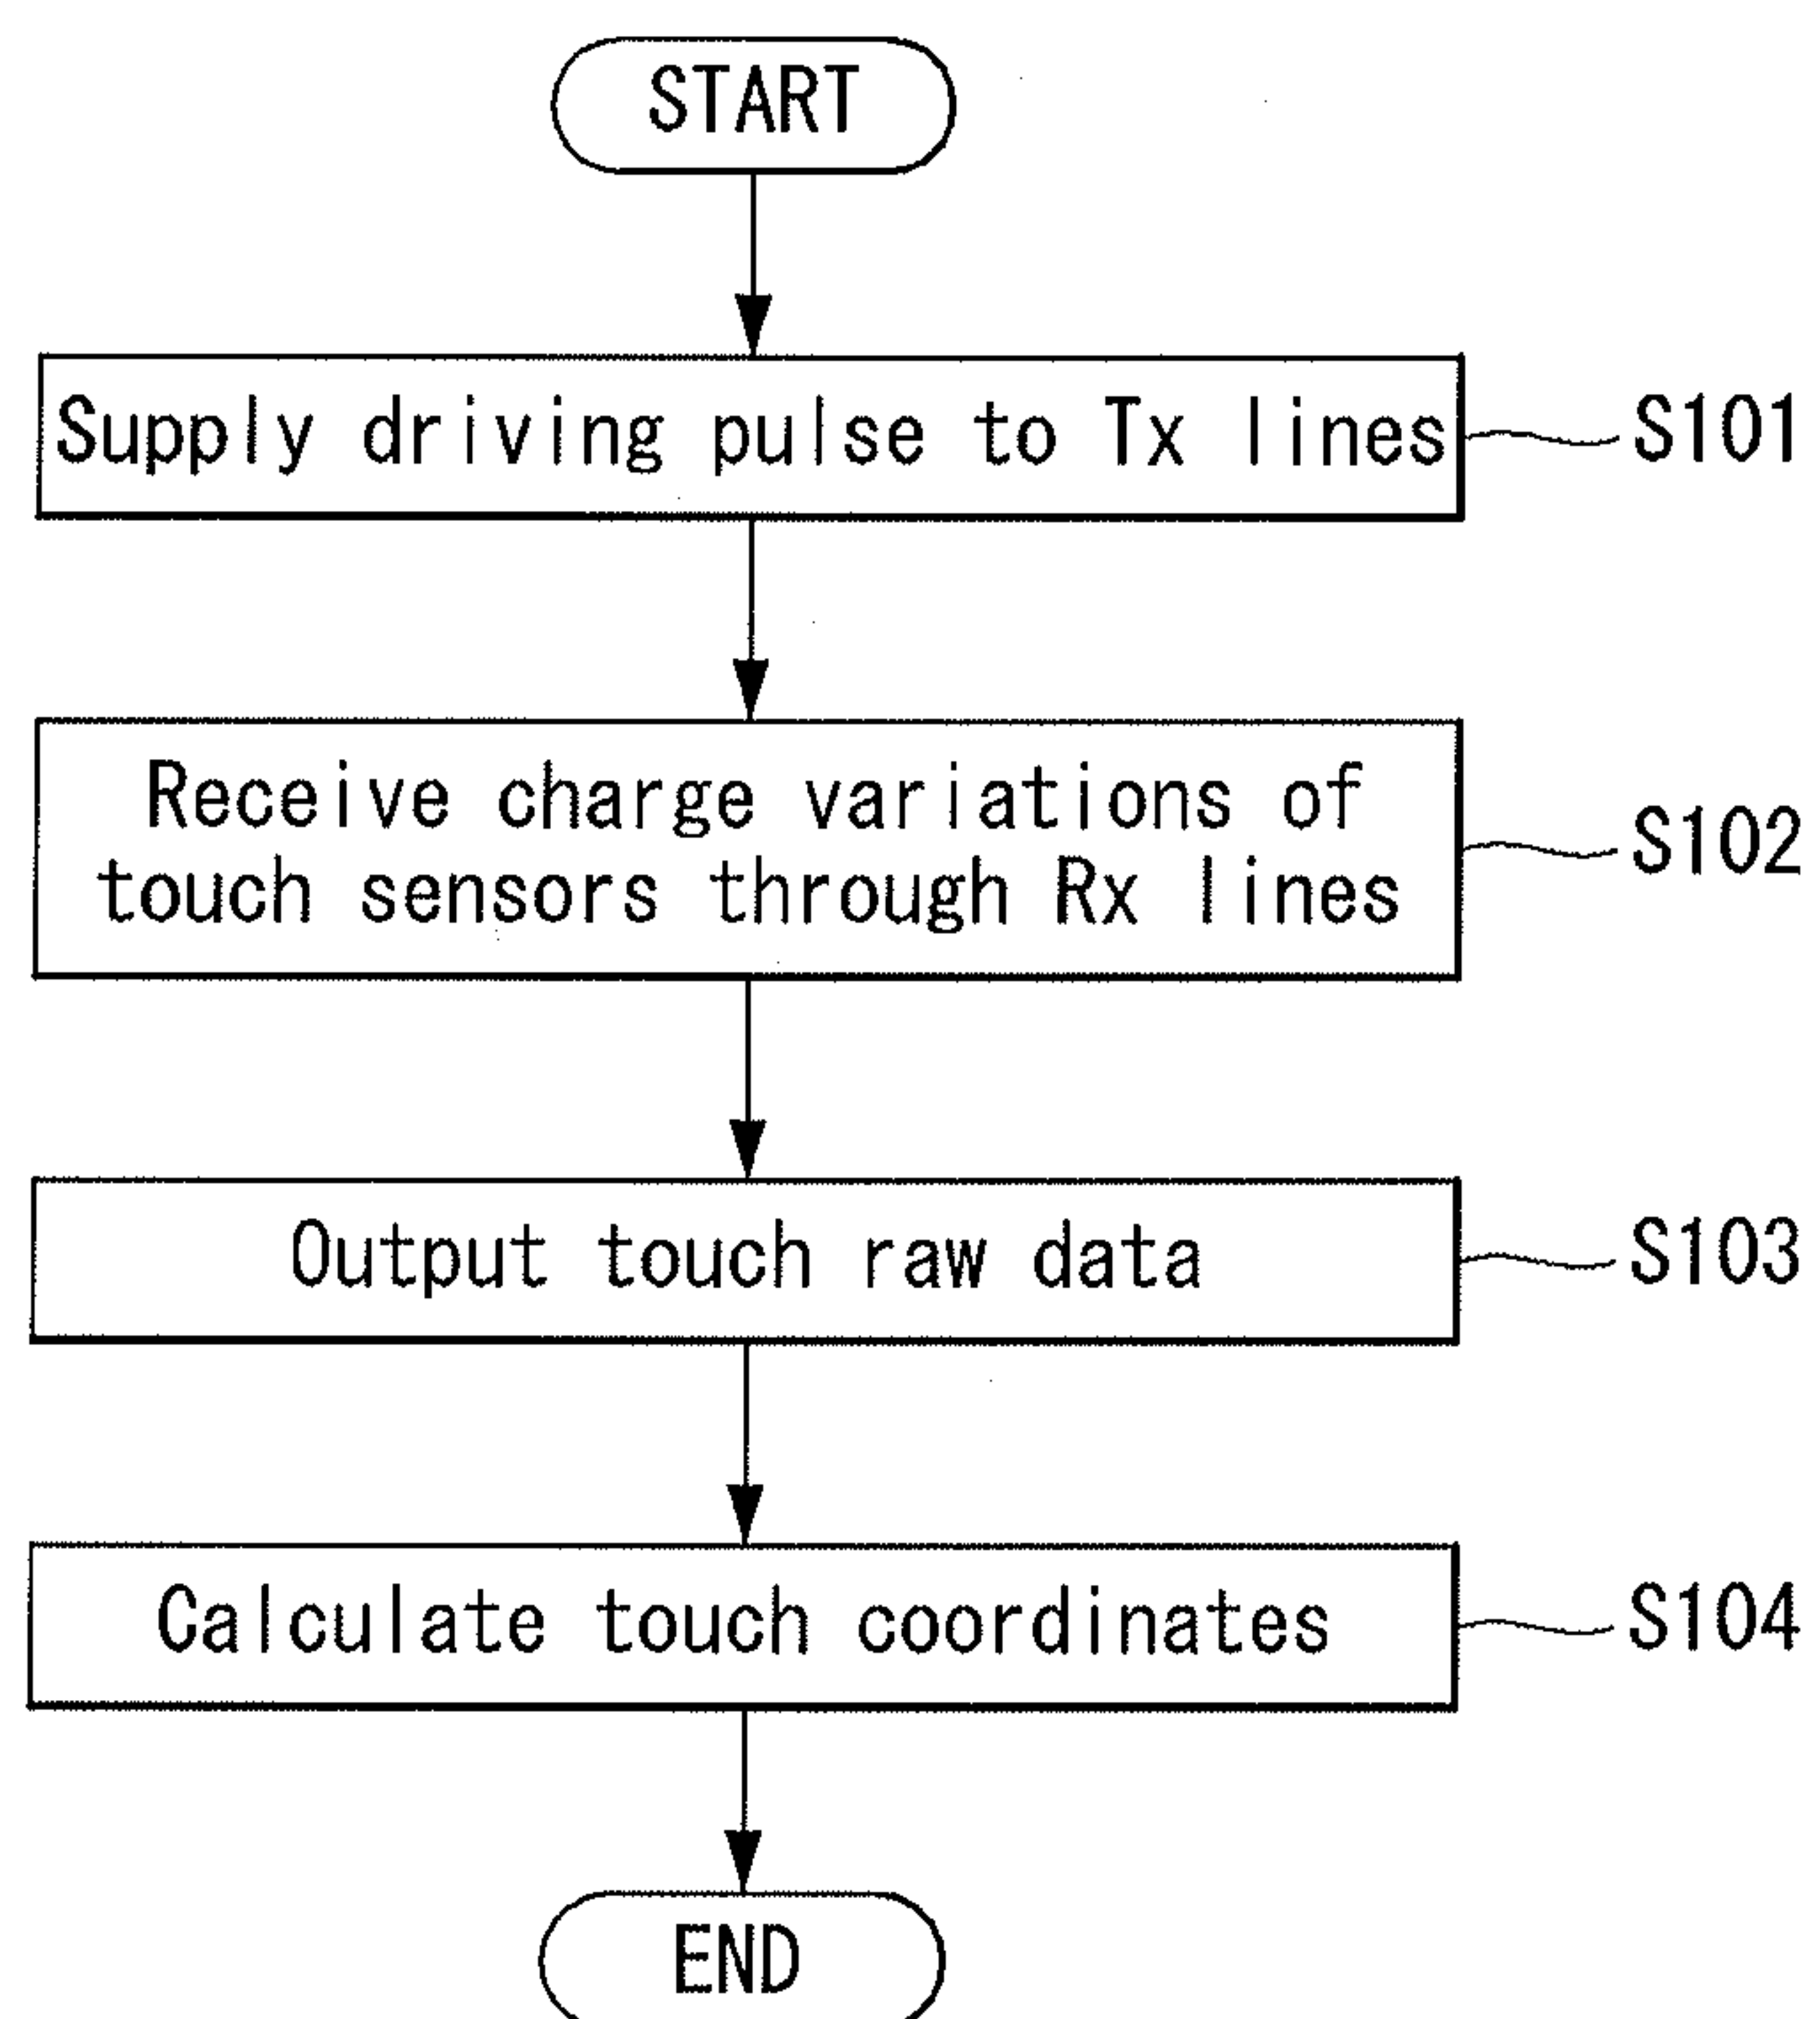 START
Supply driving pulse to Tx lines
S101
Receive charge variations of
touch sensors through Rx lines
S102
Output touch raw data
S103
Calculate touch coordinates
S104
END